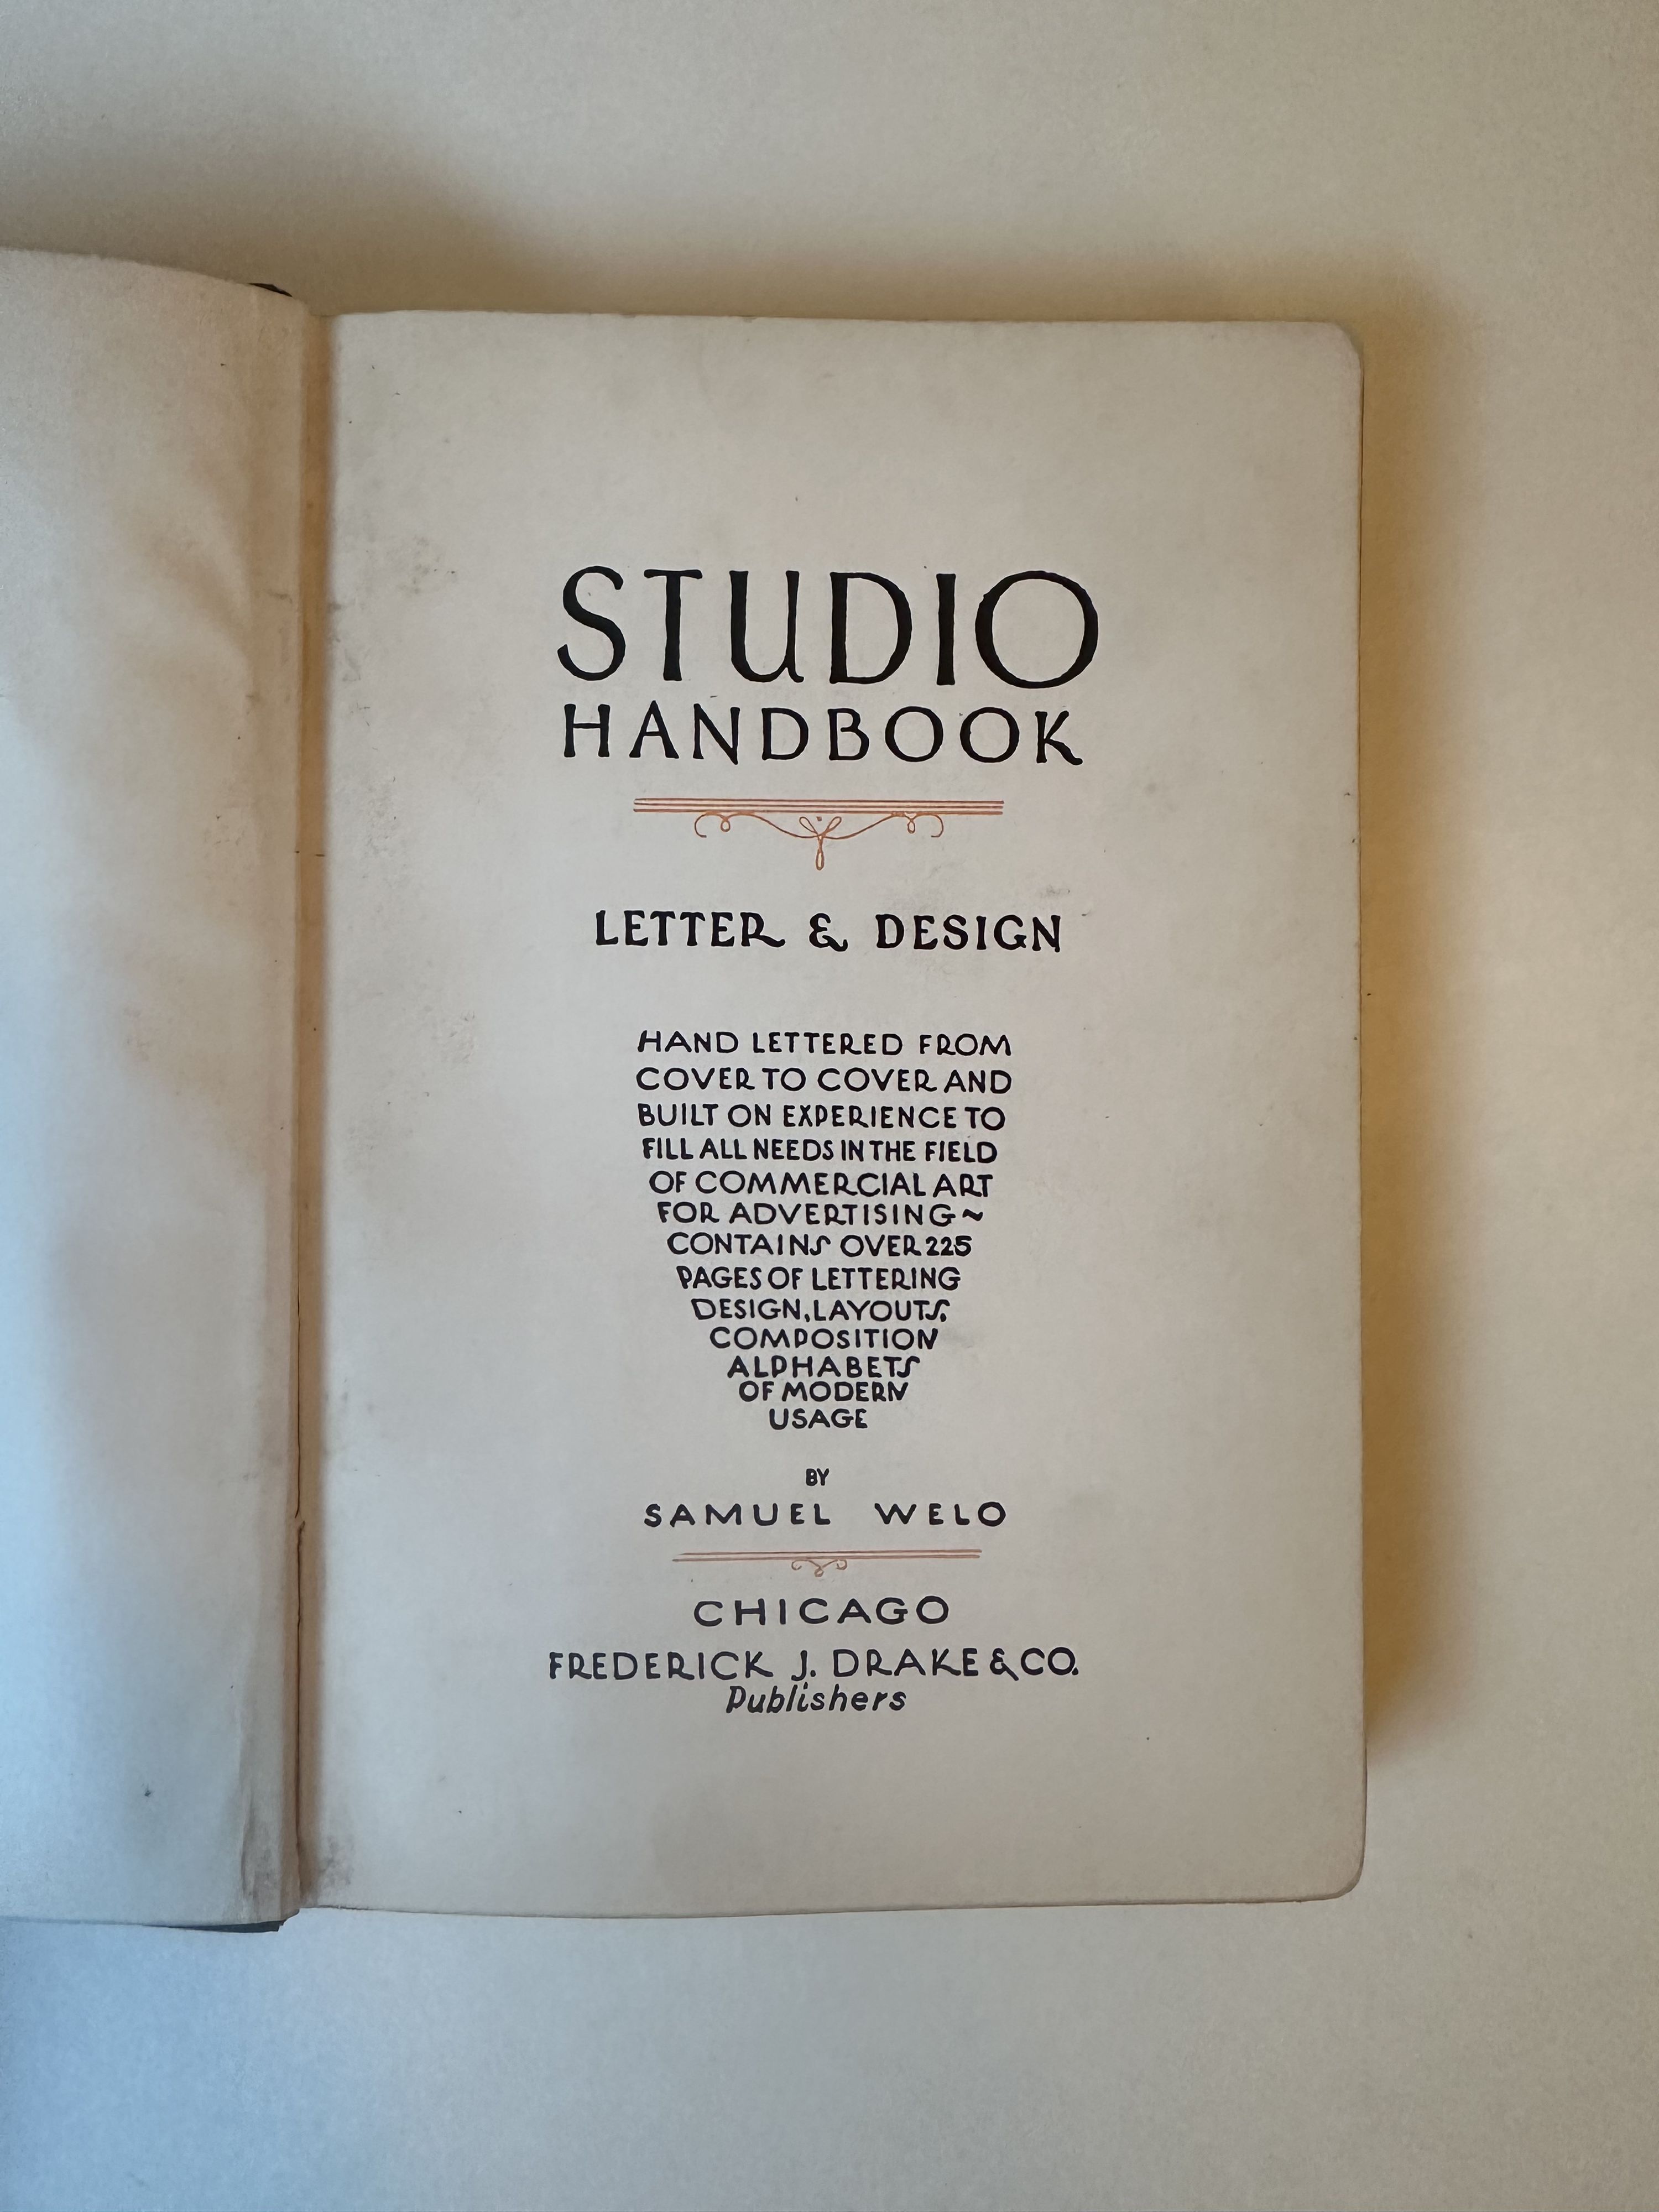 STUDIO
HANDBOOK
LETTER & DESIGN
HAND LETTERED FROM
COVER TO COVER AND
BUILT ON EXPERIENCE TO
FILL ALL NEEDS IN THE FIELD
OF COMMERCIAL ART
FOR ADVERTISING ~
CONTAINS OVER 225
PAGES OF LETTERING
DESIGN, LAYOUTS,
COMPOSITION
ALPHABETS
OF MODERN
USAGE
BY
SAMUEL WELO
CHICAGO
FREDERICK J. DRAKE & CO.
Publishers